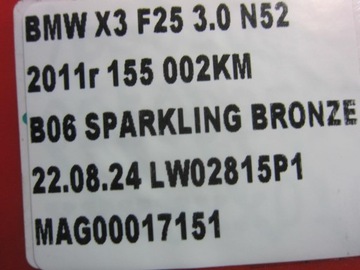 BMW X3 F25 3.0 N52
2011r 155 002KM
B06 SPARKLING BRONZE
22.08.24 LW02815P1
MAG00017151